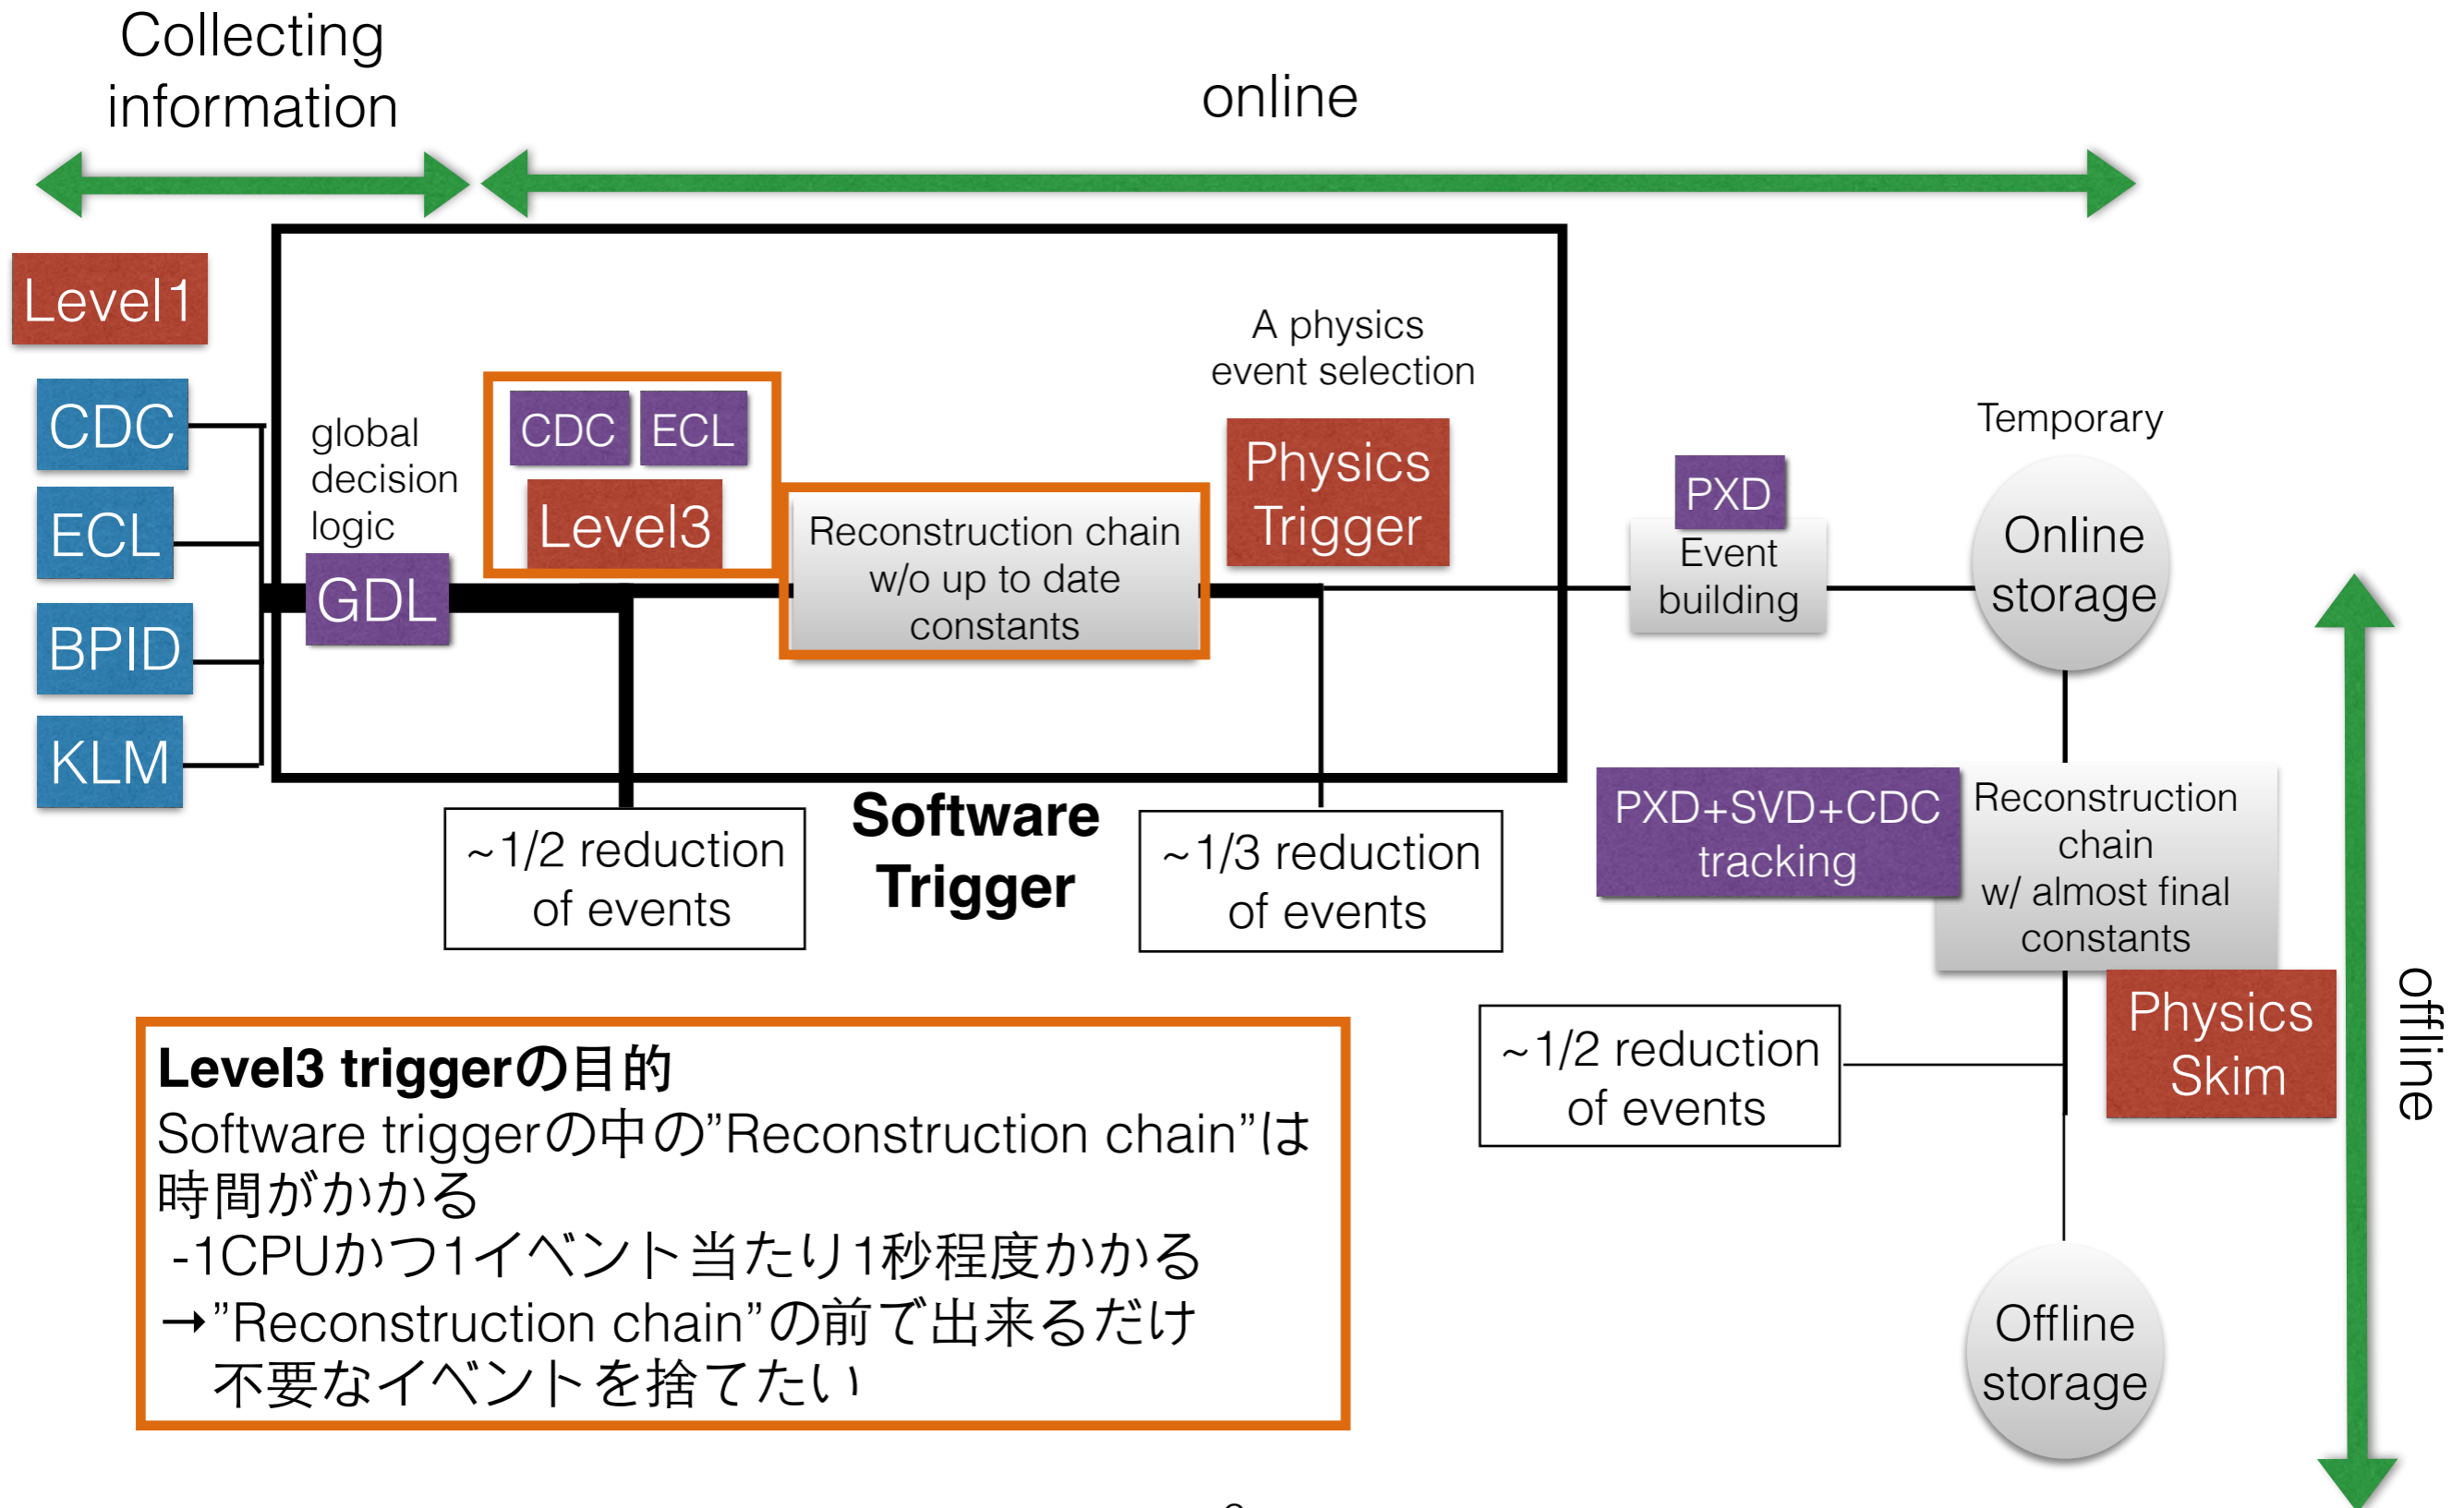 Collecting
information
online
Level1
CDC
ECL
BPID
KLM
global
decision
logic
GDL
CDC
ECL
Level3
Reconstruction chain
w/o up to date
constants
A physics
event selection
Physics
Trigger
PXD
Event
building
Temporary
Online
storage
~1/2 reduction
of events
Software
Trigger
~1/3 reduction
of events
PXD+SVD+CDC
tracking
Reconstruction
chain
w/ almost final
constants
Physics
Skim
~1/2 reduction
of events
offline
Offline
storage
Level3 triggerの目的
Software triggerの中の”Reconstruction chain”は
時間がかかる
-1CPUかつ1イベント当たり1秒程度かかる
→”Reconstruction chain”の前で出来るだけ
不要なイベントを捨てたい